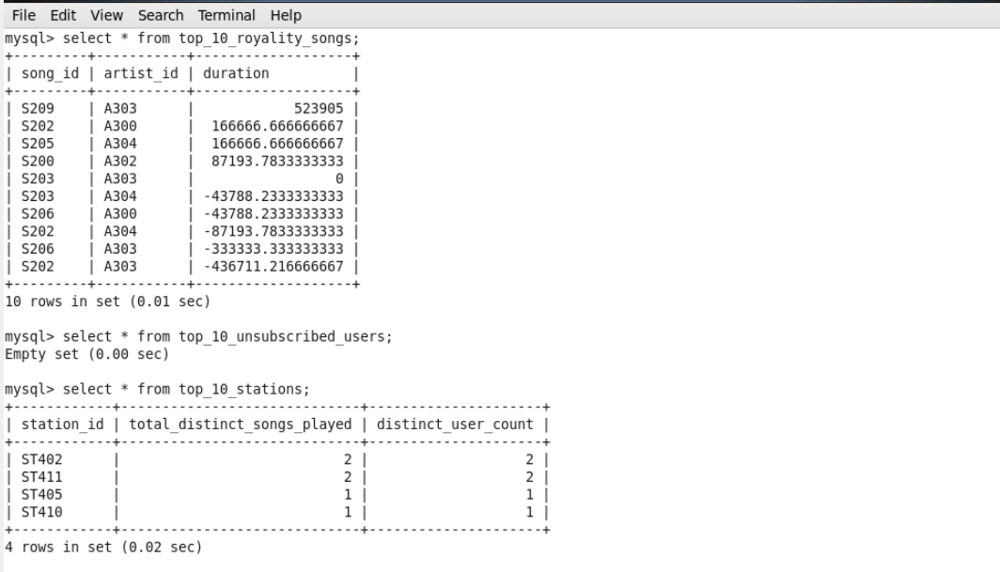 File Edit View Search Terminal Help
mysql> select * from top_10_royality_songs;
+---------+-----------+-------------------+
| song_id | artist_id | duration          |
+---------+-----------+-------------------+
| S209    | A303      |            523905 |
| S202    | A300      |  166666.666666667 |
| S205    | A304      |  166666.666666667 |
| S200    | A302      |  87193.7833333333 |
| S203    | A303      |                 0 |
| S203    | A304      | -43788.2333333333 |
| S206    | A300      | -43788.2333333333 |
| S202    | A304      | -87193.7833333333 |
| S206    | A303      | -333333.333333333 |
| S202    | A303      | -436711.216666667 |
+---------+-----------+-------------------+
10 rows in set (0.01 sec)

mysql> select * from top_10_unsubscribed_users;
Empty set (0.00 sec)

mysql> select * from top_10_stations;
+------------+-----------------------------+---------------------+
| station_id | total_distinct_songs_played | distinct_user_count |
+------------+-----------------------------+---------------------+
| ST402      |                           2 |                   2 |
| ST411      |                           2 |                   2 |
| ST405      |                           1 |                   1 |
| ST410      |                           1 |                   1 |
+------------+-----------------------------+---------------------+
4 rows in set (0.02 sec)